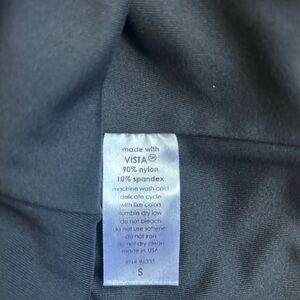 made with
VISTA
90% nylon
10% spandex
machine wash cold
delicate cycle
with like colors
tumble dry low
do not bleach
do not use softener
do not iron
do not dry clean
made in USA
S